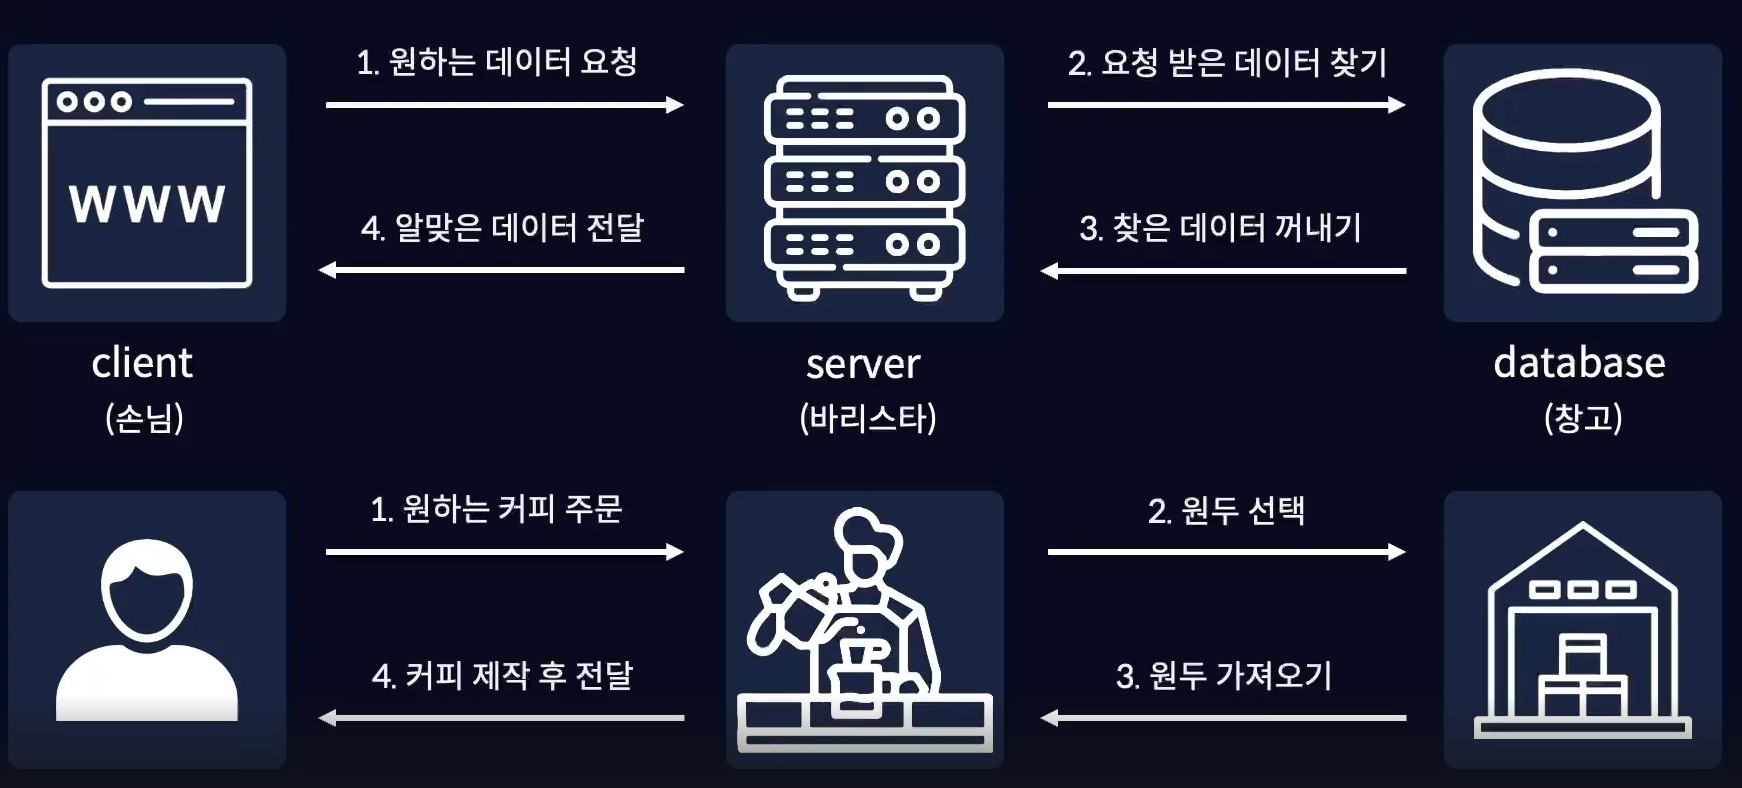 1. 원하는 데이터 요청
2. 요청 받은 데이터 찾기
WWW
4. 알맞은 데이터 전달
3. 찾은 데이터 꺼내기
client
(손님)
server
(바리스타)
database
(창고)
1. 원하는 커피 주문
2. 원두 선택
4. 커피 제작 후 전달
3. 원두 가져오기